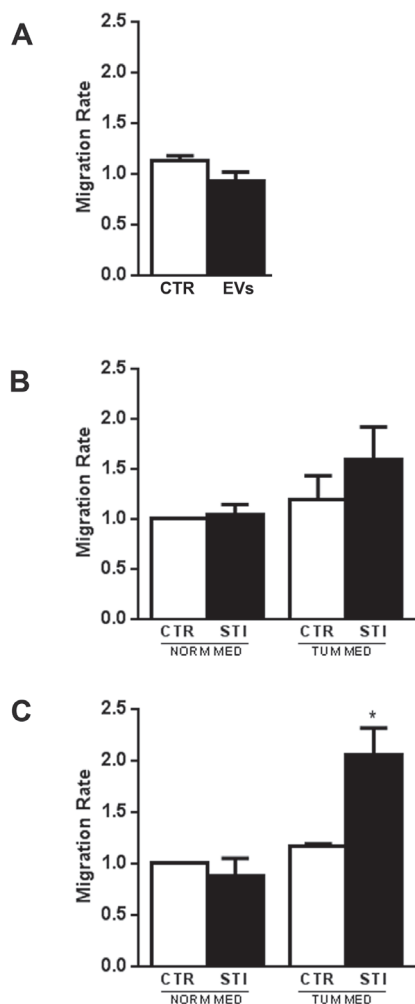 A
Migration Rate
2.5
2.0
1.5
1.0
0.5
0.0
CTR EVs
B
Migration Rate
2.5
2.0
1.5
1.0
0.5
0.0
CTR STI CTR STI
NORM MED TUM MED
C
Migration Rate
2.5
2.0
1.5
1.0
0.5
0.0
*
CTR STI CTR STI
NORM MED TUM MED